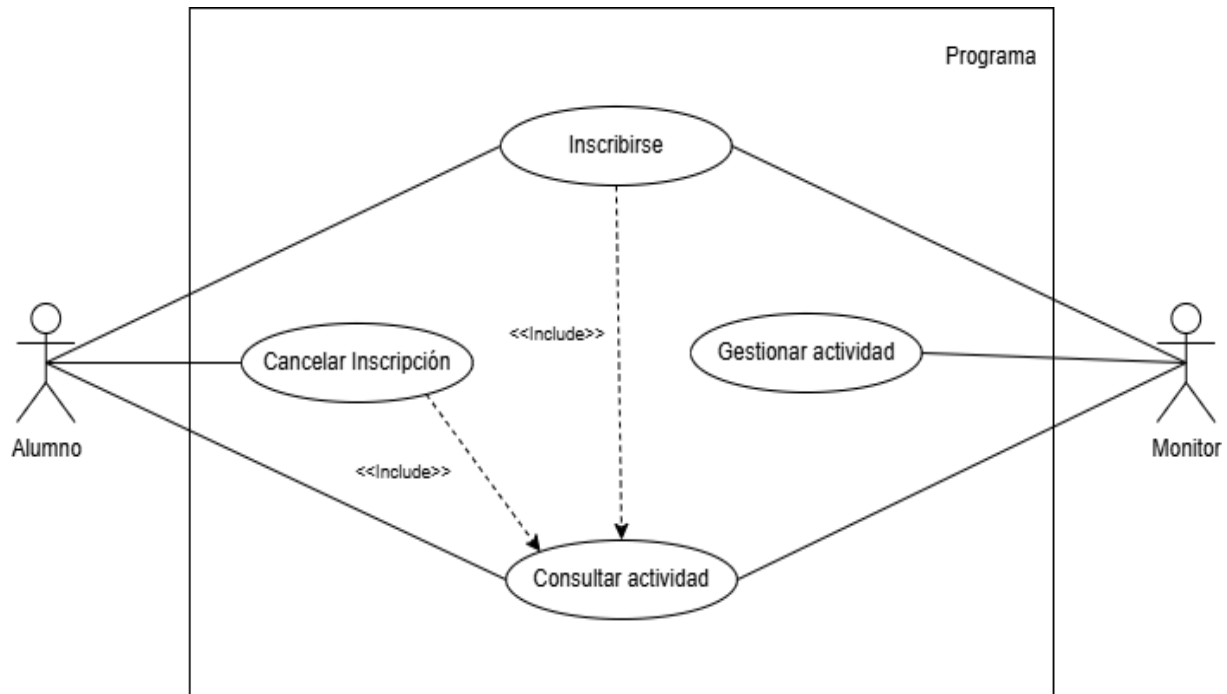 Programa
Inscribirse
<<Include>>
Cancelar Inscripción
Gestionar actividad
Alumno
Monitor
<<Include>>
Consultar actividad